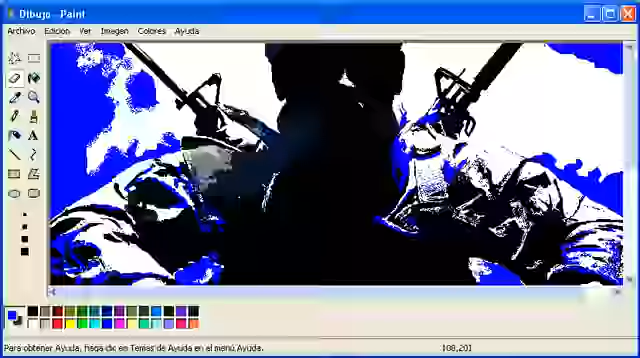 Dibujo - Paint
Archivo Edición Ver Imagen Colores Ayuda
A
Para obtener Ayuda, haga clic en Temas de Ayuda en el menú Ayuda.
108,201